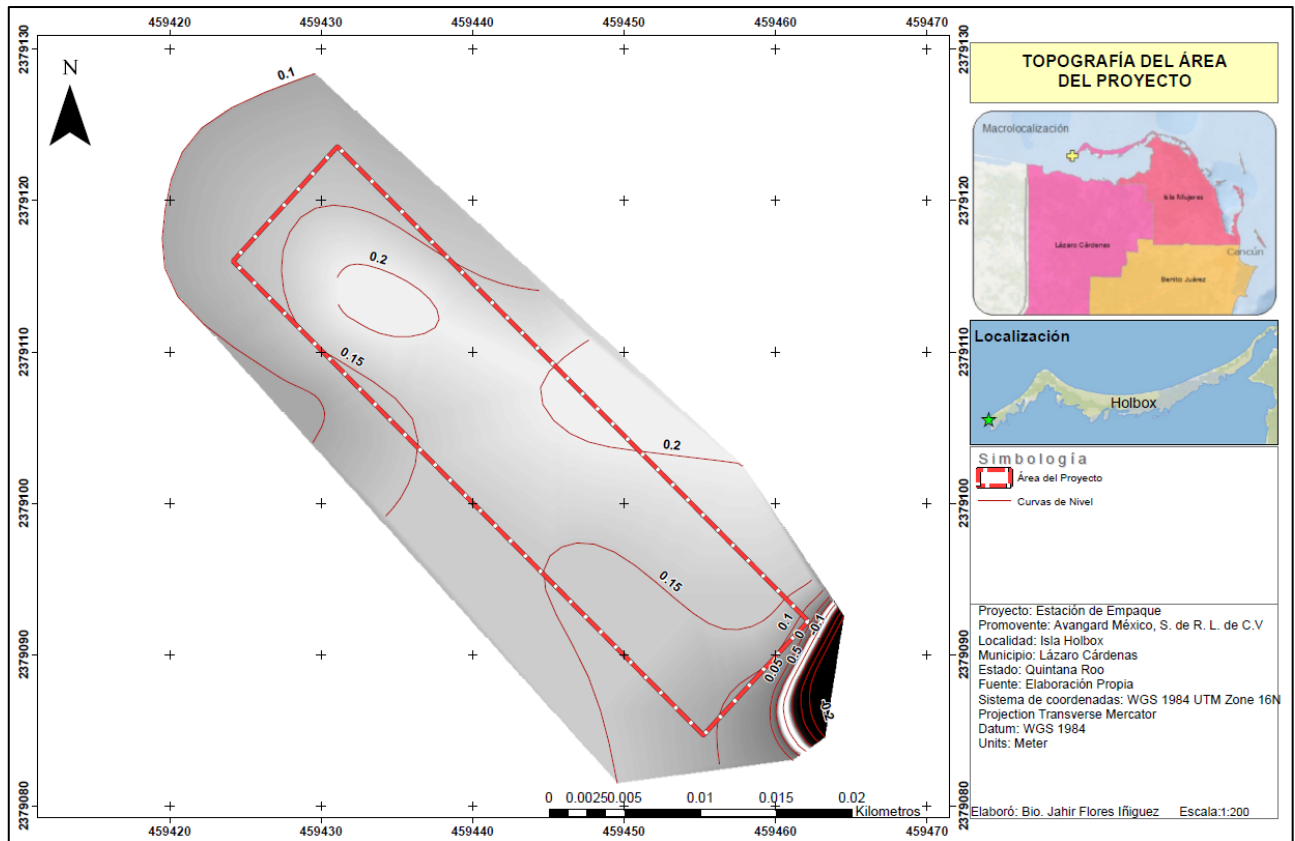 459420 459430 459440 459450 459460 459470
2379130 2379130
N
0.1
2379120 2379120
0.2
2379110 2379110
0.15
0.2
2379100 2379100
0.15
0.1
0
-0.1
0.5
0.05
-0.2
2379090 2379090
2379080 2379080
0 0.0025 0.005 0.01 0.015 0.02
Kilometros
459420 459430 459440 459450 459460 459470
TOPOGRAFÍA DEL ÁREA
DEL PROYECTO
Macrolocalización
Isla Mujeres
Lázaro Cárdenas
Cancún
Benito Juárez
Localización
Holbox
Simbología
Área del Proyecto
Curvas de Nivel
Proyecto: Estación de Empaque
Promovente: Avangard México, S. de R. L. de C.V
Localidad: Isla Holbox
Municipio: Lázaro Cárdenas
Estado: Quintana Roo
Fuente: Elaboración Propia
Sistema de coordenadas: WGS 1984 UTM Zone 16N
Projection Transverse Mercator
Datum: WGS 1984
Units: Meter
Elaboró: Bio. Jahir Flores Iñiguez Escala:1:200